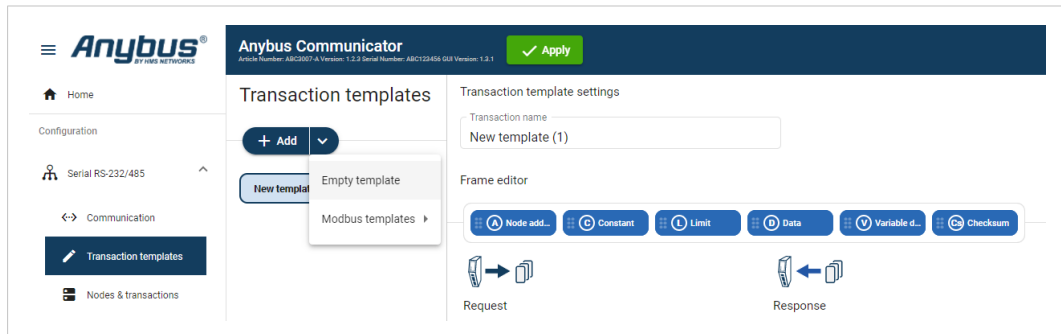 Anybus®
BY HMS NETWORKS
Anybus Communicator
Article Number: ABC3007-A Version: 1.2.3 Serial Number: ABC123456 GUI Version: 1.3.1
Apply
Home
Configuration
Serial RS-232/485
Communication
Transaction templates
Nodes & transactions
Transaction templates
+ Add
New templat
Empty template
Modbus templates
Transaction template settings
Transaction name
New template (1)
Frame editor
A Node add...
C Constant
L Limit
D Data
V Variable d...
Cs Checksum
Request
Response